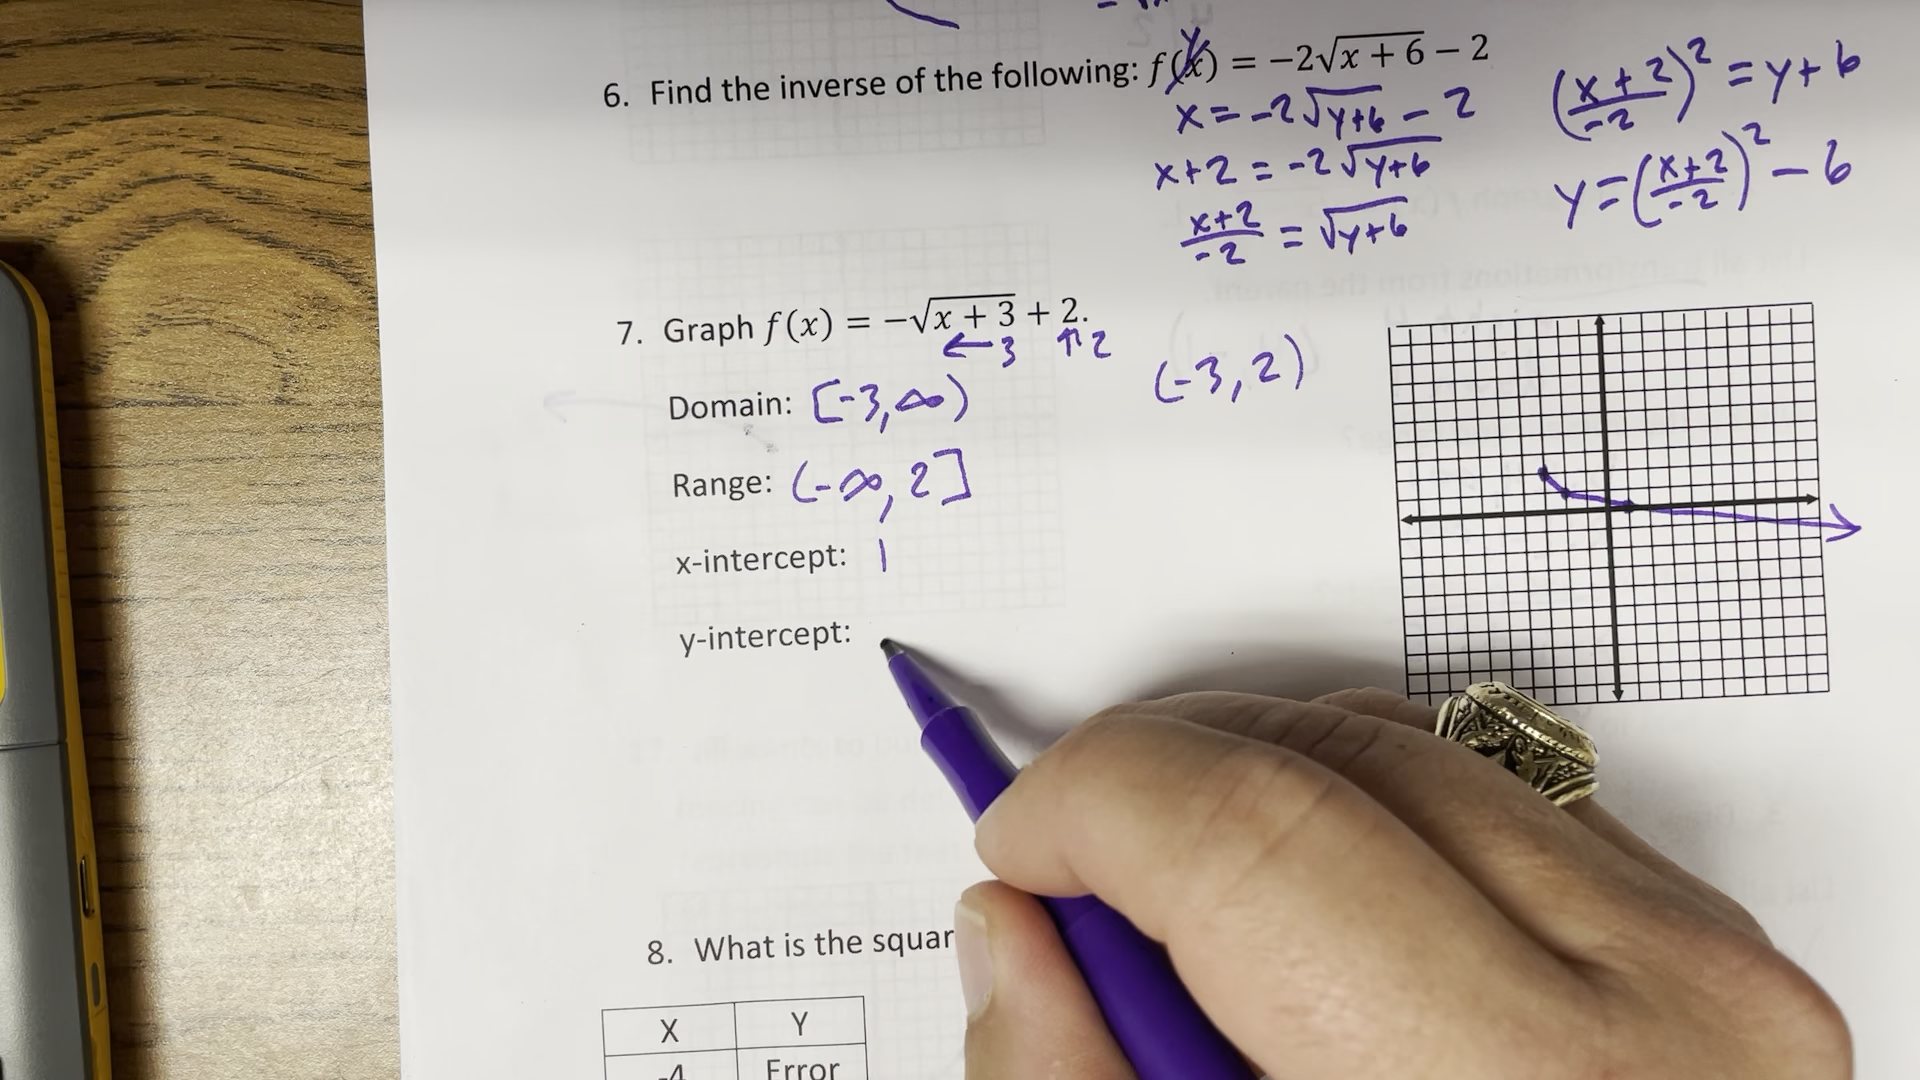 6. Find the inverse of the following: f(x) = −2√x + 6 − 2
y
x = -2√y+6 - 2
x+2 = -2√y+6
x+2/-2 = √y+6
(x+2/-2)² = y+6
y = (x+2/-2)² - 6
7. Graph f(x) = −√x + 3 + 2.
←3 ↑2
(-3,2)
Domain: [-3,∞)
Range: (-∞,2]
x-intercept: 1
y-intercept:
8. What is the squar
X Y
-4 Error